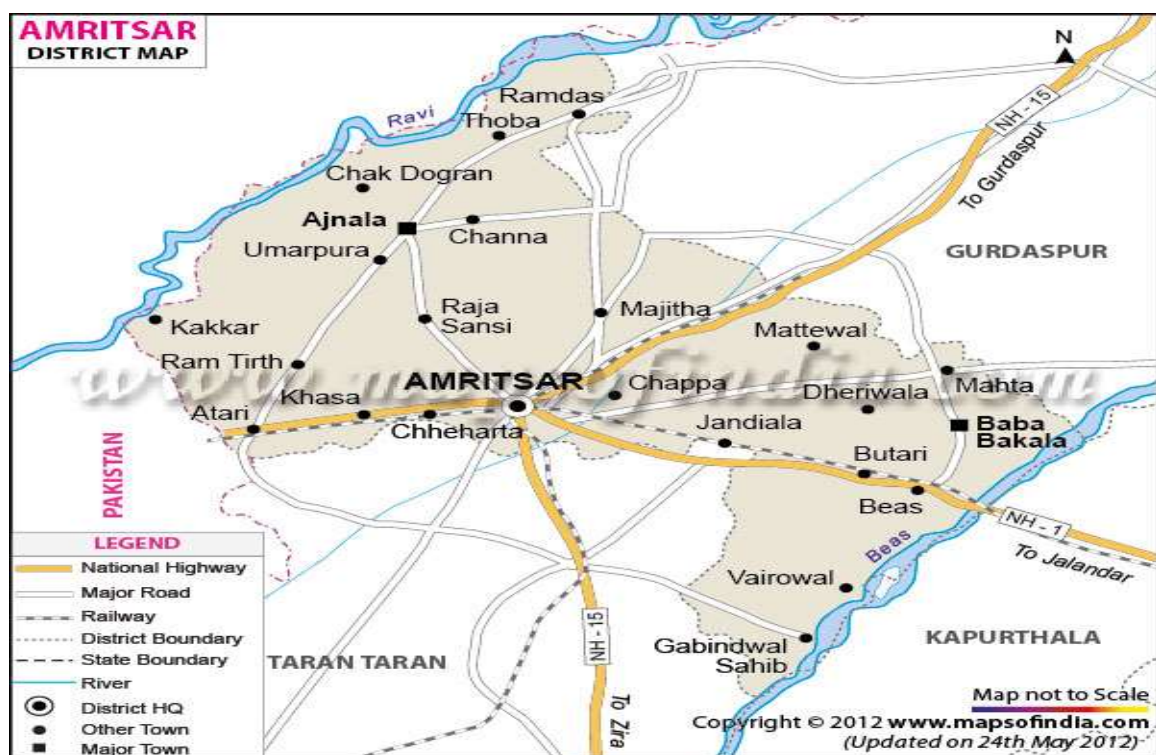 AMRITSAR
DISTRICT MAP
N
Ravi
Ramdas
Thoba
NH - 15
To Gurdaspur
Chak Dogran
Ajnala
Channa
Umarpura
GURDASPUR
Kakkar
Raja
Sansi
Majitha
Mattewal
Ram Tirth
www.mapsofindia.com
AMRITSAR
Khasa
Chappa
Dheriwala
Mahta
Atari
Chheharta
Jandiala
Baba
Bakala
Butari
Beas
PAKISTAN
NH - 1
To Jalandar
Beas
Vairowal
LEGEND
National Highway
Major Road
Railway
District Boundary
State Boundary
River
District HQ
Other Town
Major Town
TARAN TARAN
NH - 15
To Zira
Gabindwal
Sahib
KAPURTHALA
Map not to Scale
Copyright © 2012 www.mapsofindia.com
(Updated on 24th May 2012)